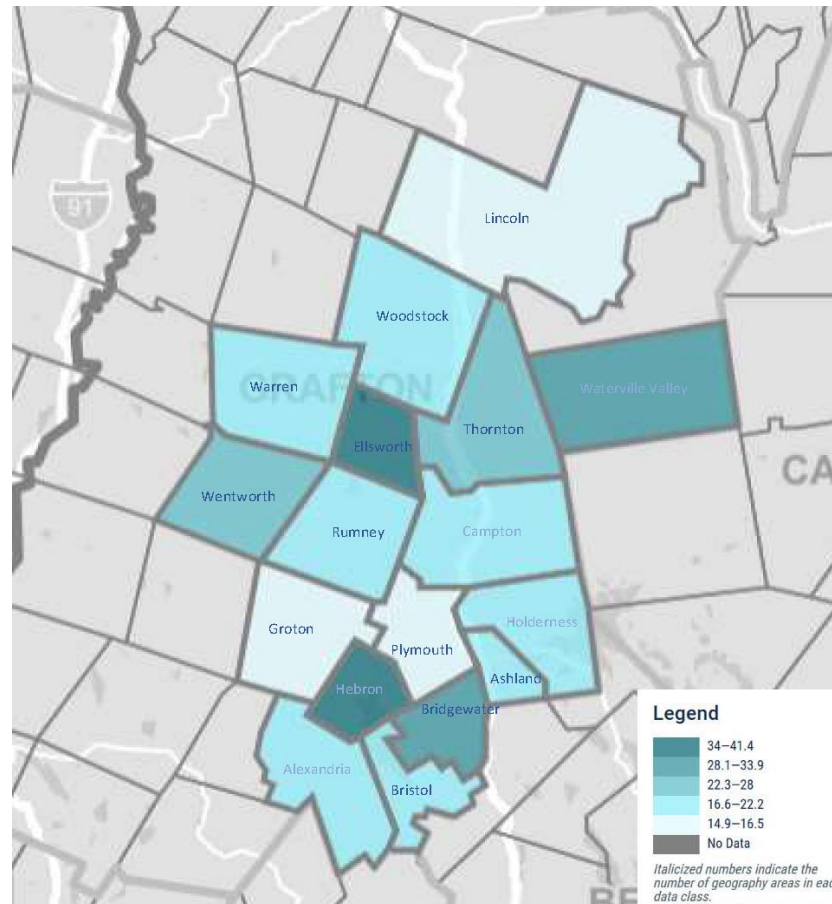 91
Lincoln
Woodstock
GRAFTON
Warren
Waterville Valley
Thornton
Ellsworth
CA
Wentworth
Rumney
Campton
Groton
Holderness
Plymouth
Ashland
Hebron
Bridgewater
Alexandria
Bristol
Legend
34–41.4
28.1–33.9
22.3–28
16.6–22.2
14.9–16.5
No Data
Italicized numbers indicate the
number of geography areas in each
data class.
BE